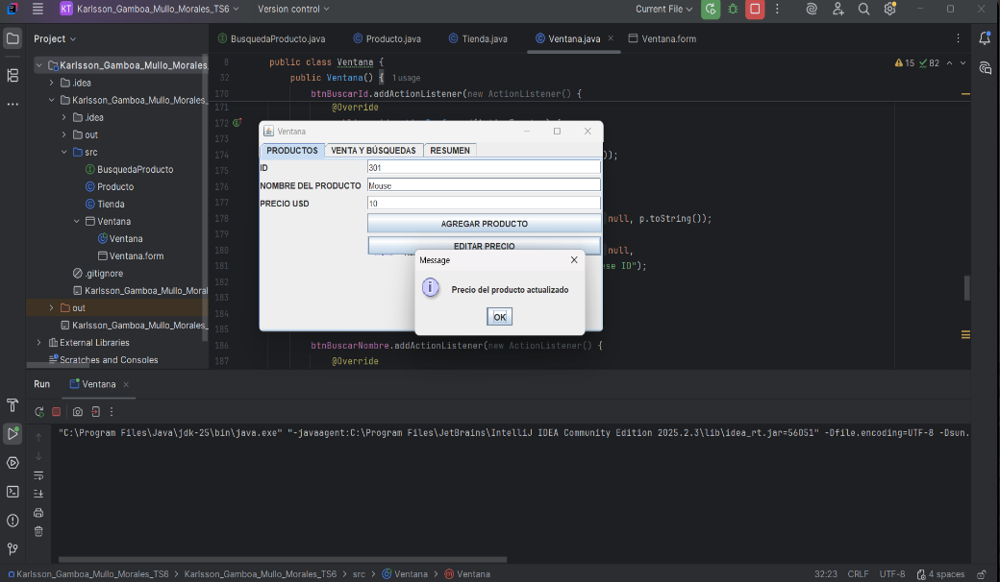 KT Karlsson_Gamboa_Mullo_Morales_TS6 Version control Current File
Project
BusquedaProducto.java Producto.java Tienda.java Ventana.java Ventana.form
Karlsson_Gamboa_Mullo_Morales_
.idea
Karlsson_Gamboa_Mullo_Morales_
.idea
out
src
BusquedaProducto
Producto
Tienda
Ventana
Ventana
Ventana.form
.gitignore
Karlsson_Gamboa_Mullo_Moral
out
Karlsson_Gamboa_Mullo_Morales_
External Libraries
Scratches and Consoles
8 public class Ventana {
15 82
32 public Ventana() { 1 usage
170 btnBuscarId.addActionListener(new ActionListener() {
171 @Override
172
173
174 ));
175
176
177
178 null, p.toString());
179
180 null,
181 ese ID");
182
183
184
185
186 btnBuscarNombre.addActionListener(new ActionListener() {
187 @Override
Ventana
PRODUCTOS VENTA Y BÚSQUEDAS RESUMEN
ID 301
NOMBRE DEL PRODUCTO Mouse
PRECIO USD 10
AGREGAR PRODUCTO
EDITAR PRECIO
Message
Precio del producto actualizado
OK
Run Ventana
"C:\Program Files\Java\jdk-25\bin\java.exe" "-javaagent:C:\Program Files\JetBrains\IntelliJ IDEA Community Edition 2025.2.3\lib\idea_rt.jar=56051" -Dfile.encoding=UTF-8 -Dsun.
Karlsson_Gamboa_Mullo_Morales_TS6 Karlsson_Gamboa_Mullo_Morales_TS6 src Ventana Ventana 32:23 CRLF UTF-8 4 spaces